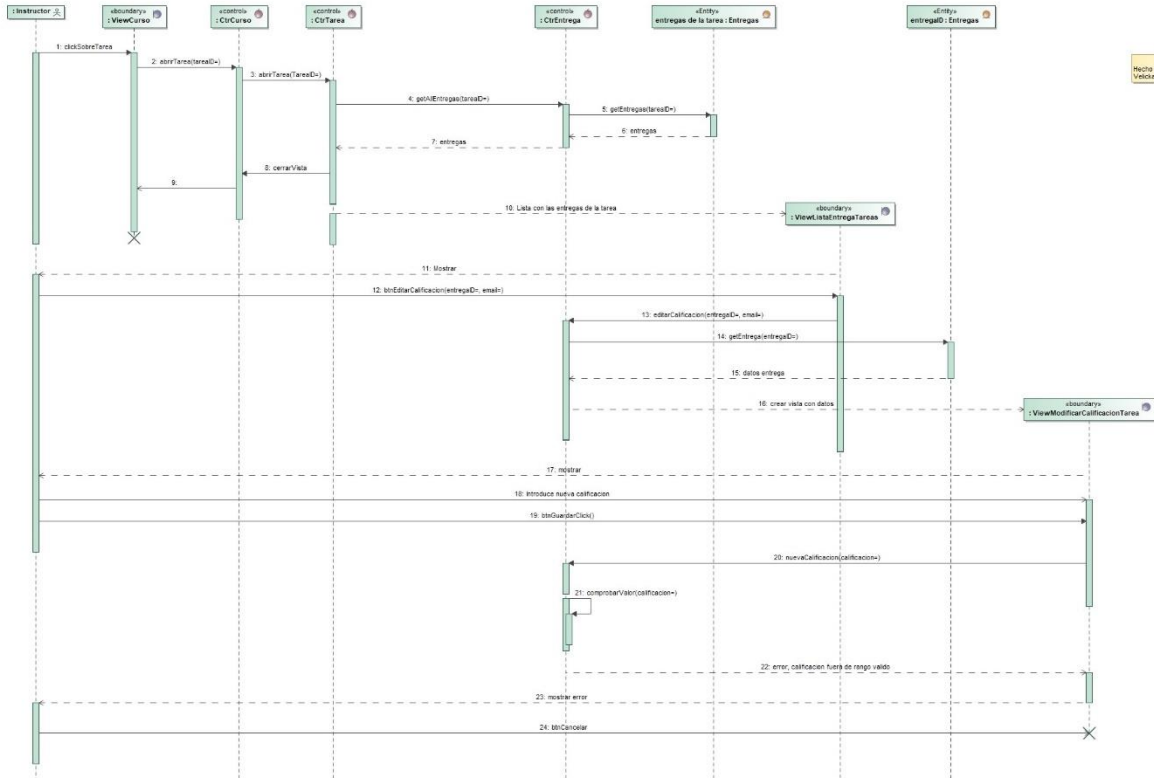 : Instructor
«boundary»
: ViewCurso
«control»
: CtrCurso
«control»
: CtrTarea
«control»
: CtrEntrega
«Entity»
entregas de la tarea : Entregas
«Entity»
entregaID : Entregas
Hecho
1: clickSobreTarea
2: abrirTarea(tareaID=)
3: abrirTarea(TareaID=)
4: getAllEntregas(tareaID=)
5: getEntregas(tareaID=)
6: entregas
7: entregas
8: cerrarVista
9:
10: Lista con las entregas de la tarea
«boundary»
: ViewListaEntregaTareas
11: Mostrar
12: btnEditarCalificacion(entregaID=, email=)
13: editarCalificacion(entregaID=, email=)
14: getEntrega(entregaID=)
15: datos entrega
16: crear vista con datos
«boundary»
: ViewModificarCalificacionTarea
17: mostrar
18: introduce nueva calificacion
19: btnGuardarClick()
20: nuevaCalificacion(calificacion=)
21: comprobarValor(calificacion=)
22: error, calificacion fuera de rango valido
23: mostrar error
24: btnCancelar